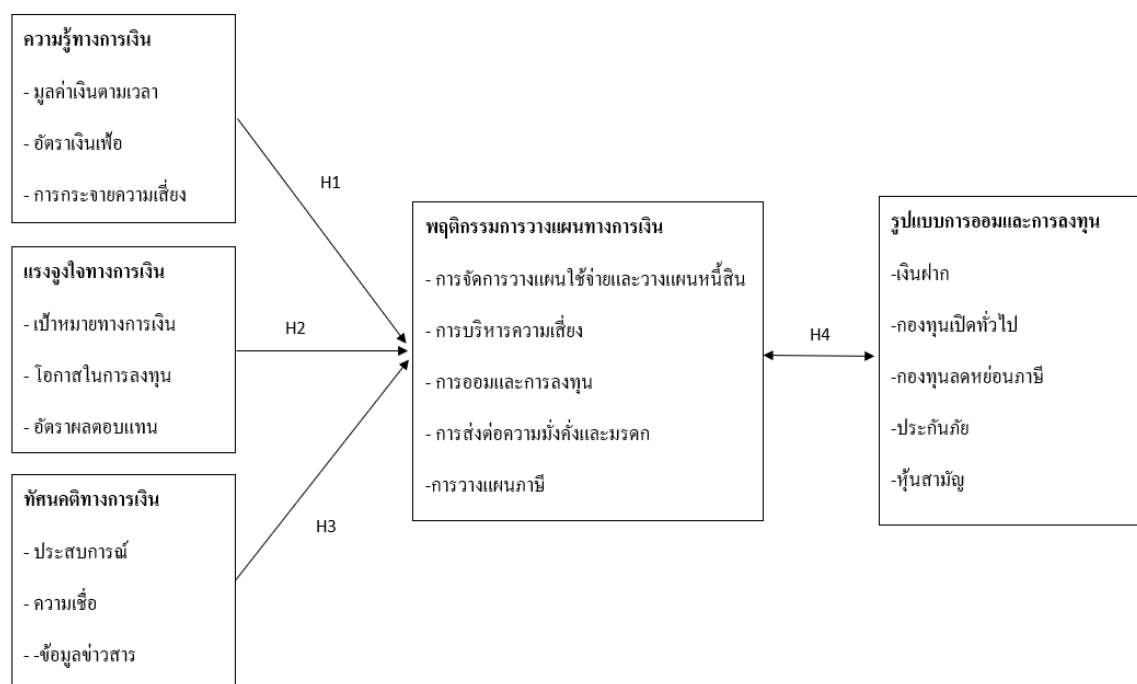 ความรู้ทางการเงิน
- มูลค่าเงินตามเวลา
- อัตราเงินเฟ้อ
- การกระจายความเสี่ยง
แรงจูงใจทางการเงิน
- เป้าหมายทางการเงิน
- โอกาสในการลงทุน
- อัตราผลตอบแทน
ทัศนคติทางการเงิน
- ประสบการณ์
- ความเชื่อ
- -ข้อมูลข่าวสาร
H1
H2
H3
พฤติกรรมการวางแผนทางการเงิน
- การจัดการวางแผนใช้จ่ายและวางแผนหนี้สิน
- การบริหารความเสี่ยง
- การออมและการลงทุน
- การส่งต่อความมั่งคั่งและมรดก
-การวางแผนภาษี
H4
รูปแบบการออมและการลงทุน
-เงินฝาก
-กองทุนเปิดทั่วไป
-กองทุนลดหย่อนภาษี
-ประกันภัย
-หุ้นสามัญ